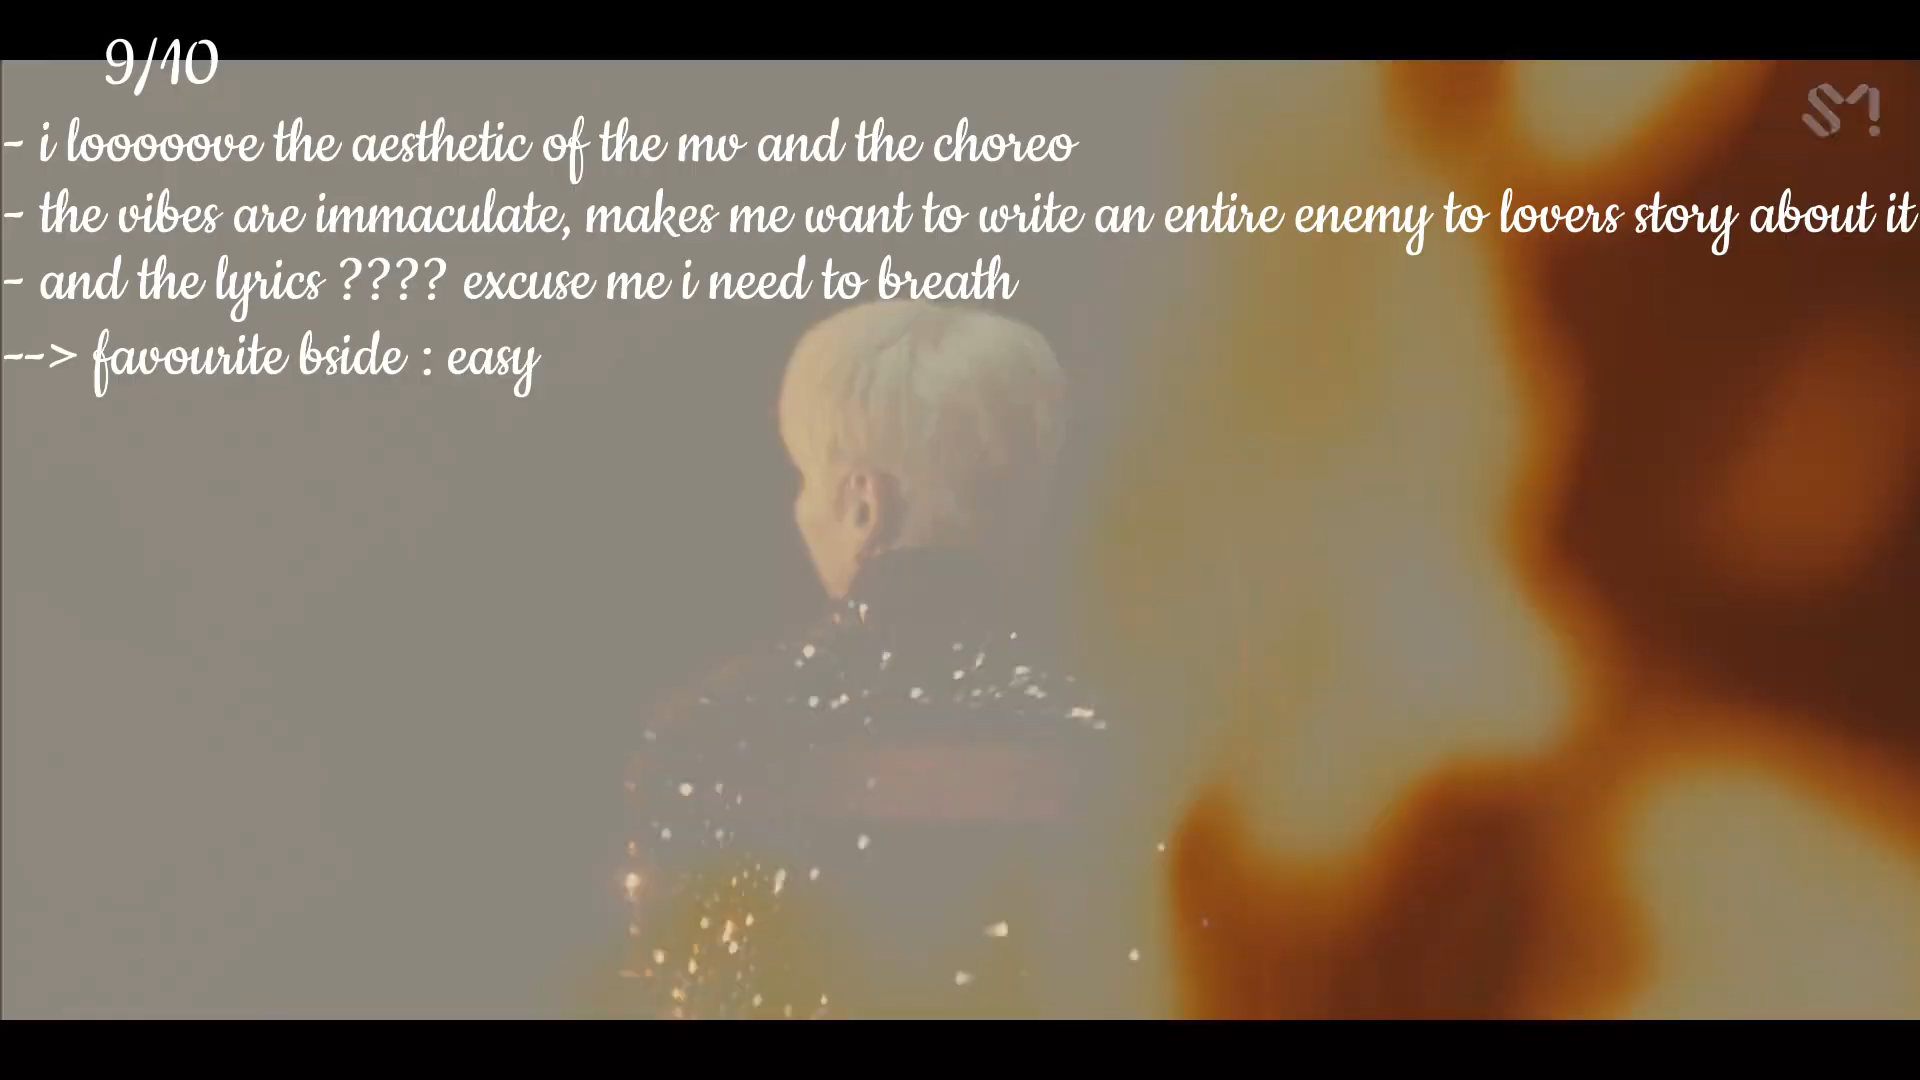 9/10
SM!
- i looooove the aesthetic of the mv and the choreo
- the vibes are immaculate, makes me want to write an entire enemy to lovers story about it
- and the lyrics ???? excuse me i need to breath
--> favourite bside : easy